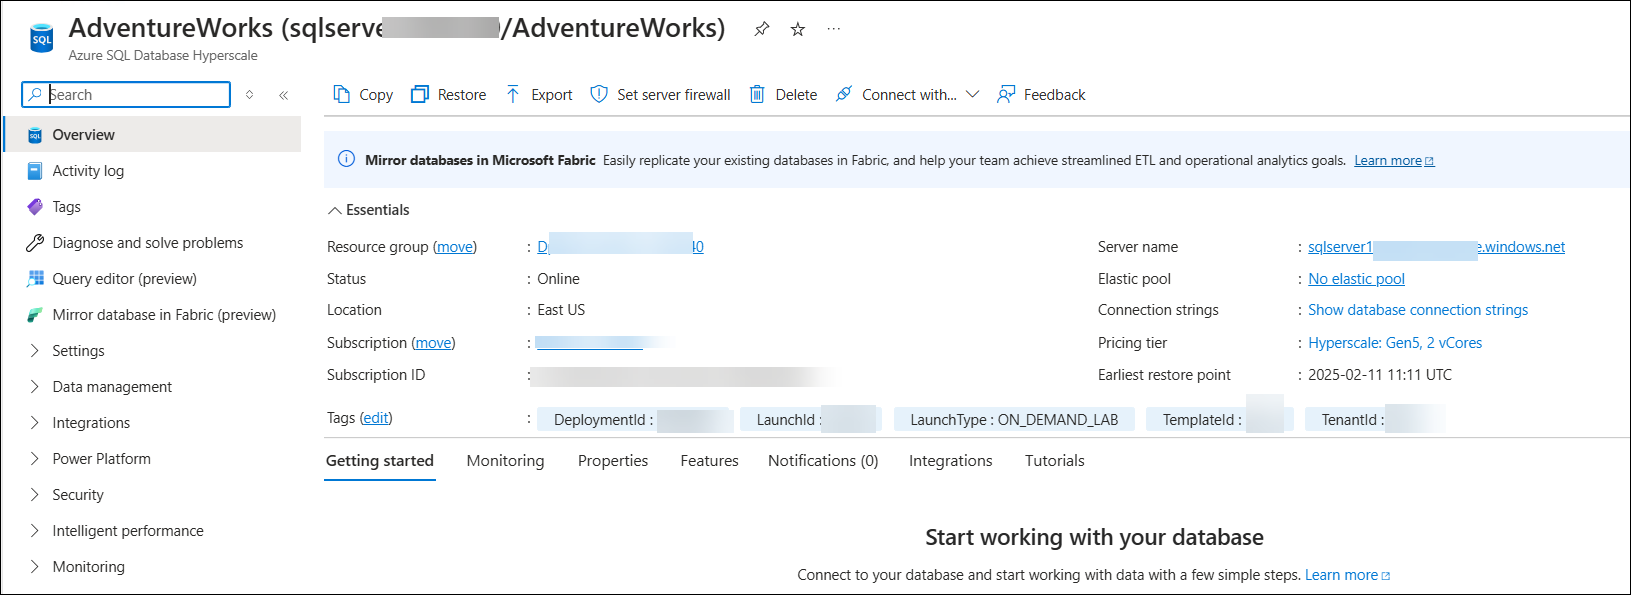 AdventureWorks (sqlserve /AdventureWorks)
Azure SQL Database Hyperscale
Search
Copy Restore Export Set server firewall Delete Connect with... Feedback
Overview
Activity log
Tags
Diagnose and solve problems
Query editor (preview)
Mirror database in Fabric (preview)
Settings
Data management
Integrations
Power Platform
Security
Intelligent performance
Monitoring
Mirror databases in Microsoft Fabric Easily replicate your existing databases in Fabric, and help your team achieve streamlined ETL and operational analytics goals. Learn more
Essentials
Resource group (move) : D 40
Status : Online
Location : East US
Subscription (move) :
Subscription ID :
Server name : sqlserver1 e.windows.net
Elastic pool : No elastic pool
Connection strings : Show database connection strings
Pricing tier : Hyperscale: Gen5, 2 vCores
Earliest restore point : 2025-02-11 11:11 UTC
Tags (edit) : DeploymentId : LaunchId : LaunchType : ON_DEMAND_LAB TemplateId : TenantId :
Getting started Monitoring Properties Features Notifications (0) Integrations Tutorials
Start working with your database
Connect to your database and start working with data with a few simple steps. Learn more